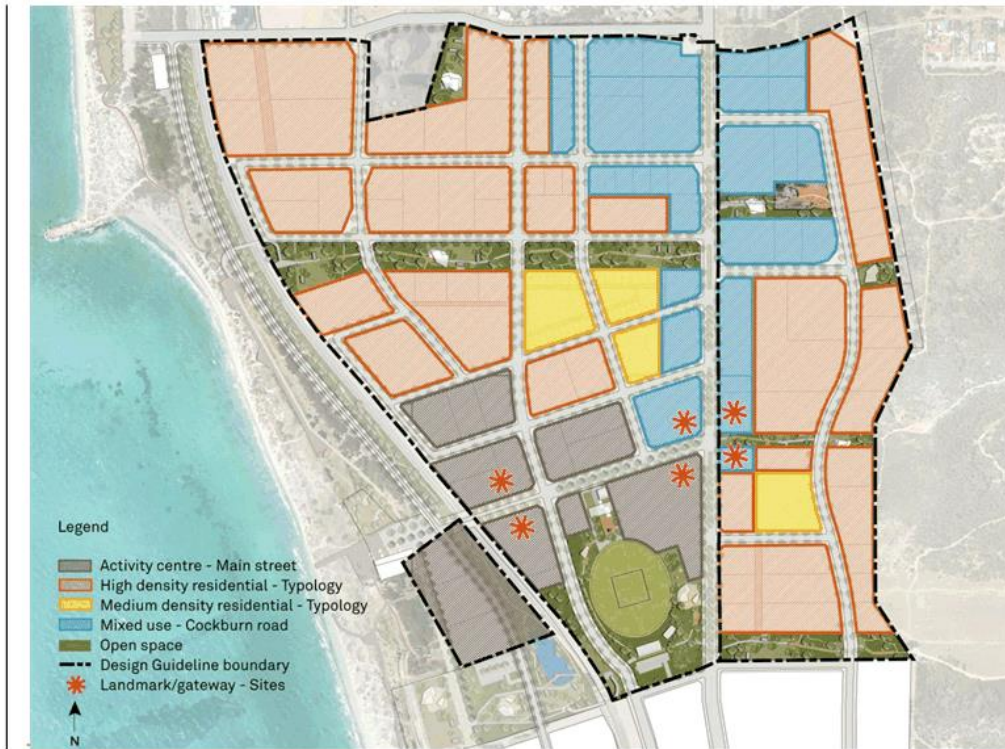 Legend
Activity centre - Main street
High density residential - Typology
Medium density residential - Typology
Mixed use - Cockburn road
Open space
Design Guideline boundary
Landmark/gateway - Sites
N